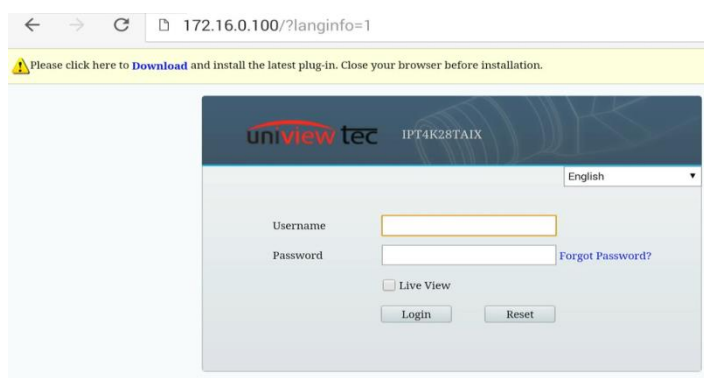 172.16.0.100/?langinfo=1
Please click here to Download and install the latest plug-in. Close your browser before installation.
uniview tec IPT4K28TAIX
English
Username
Password Forgot Password?
Live View
Login Reset